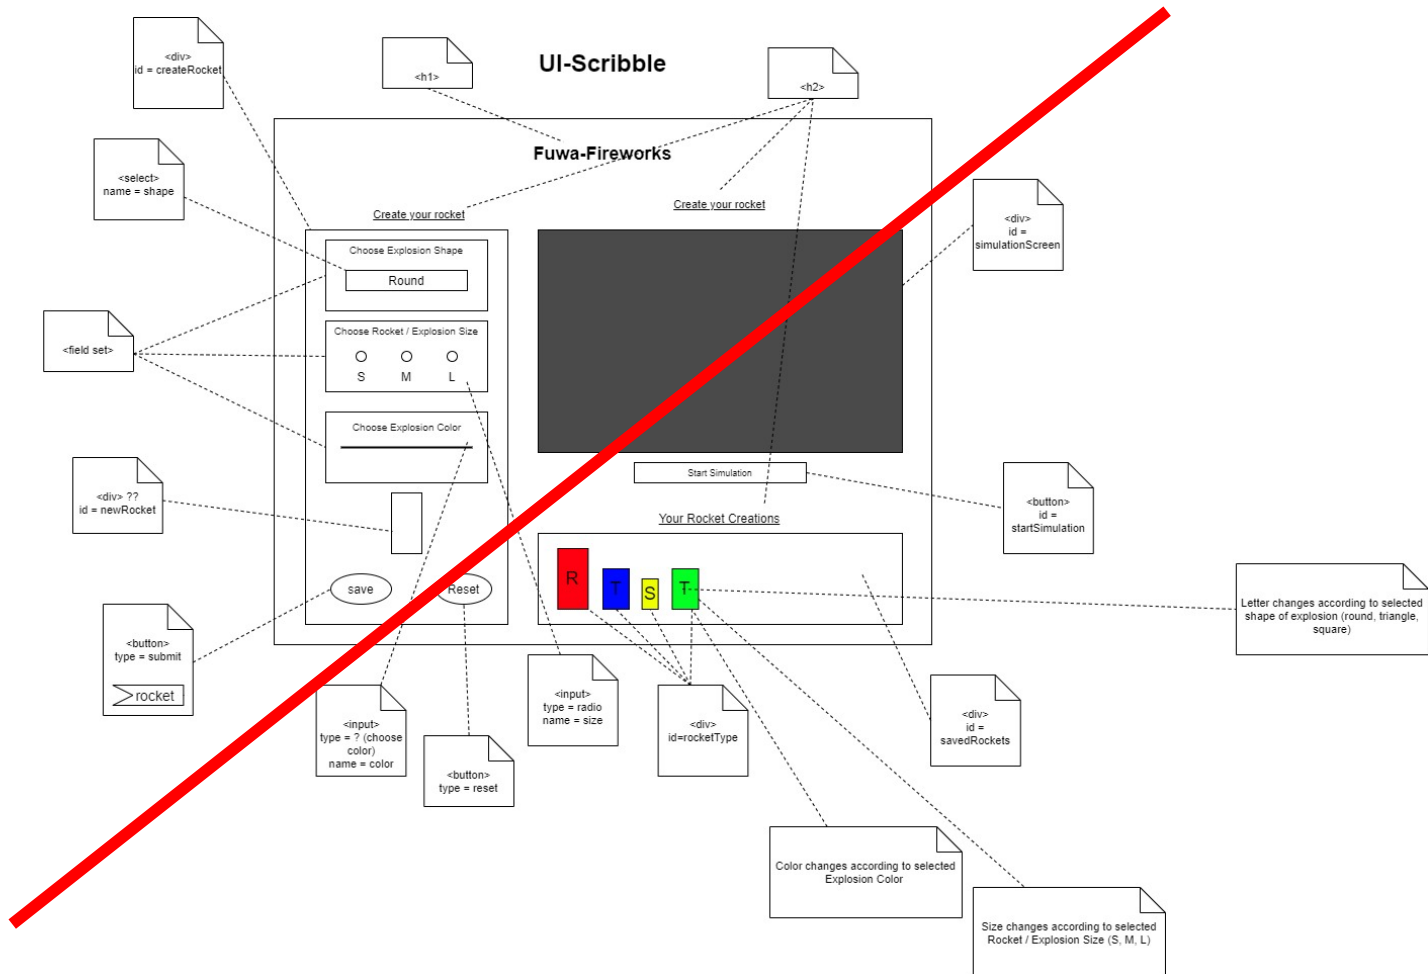 UI-Scribble
<div>
id = createRocket
<h1>
<h2>
Fuwa-Fireworks
<select>
name = shape
Create your rocket
Create your rocket
<div>
id =
simulationScreen
Choose Explosion Shape
Round
<field set>
Choose Rocket / Explosion Size
S M L
Choose Explosion Color
Start Simulation
<div> ??
id = newRocket
<button>
id =
startSimulation
Your Rocket Creations
R T S T
save Reset
Letter changes according to selected
shape of explosion (round, triangle,
square)
<button>
type = submit
rocket
<input>
type = ? (choose
color)
name = color
<button>
type = reset
<input>
type = radio
name = size
<div>
id=rocketType
<div>
id =
savedRockets
Color changes according to selected
Explosion Color
Size changes according to selected
Rocket / Explosion Size (S, M, L)